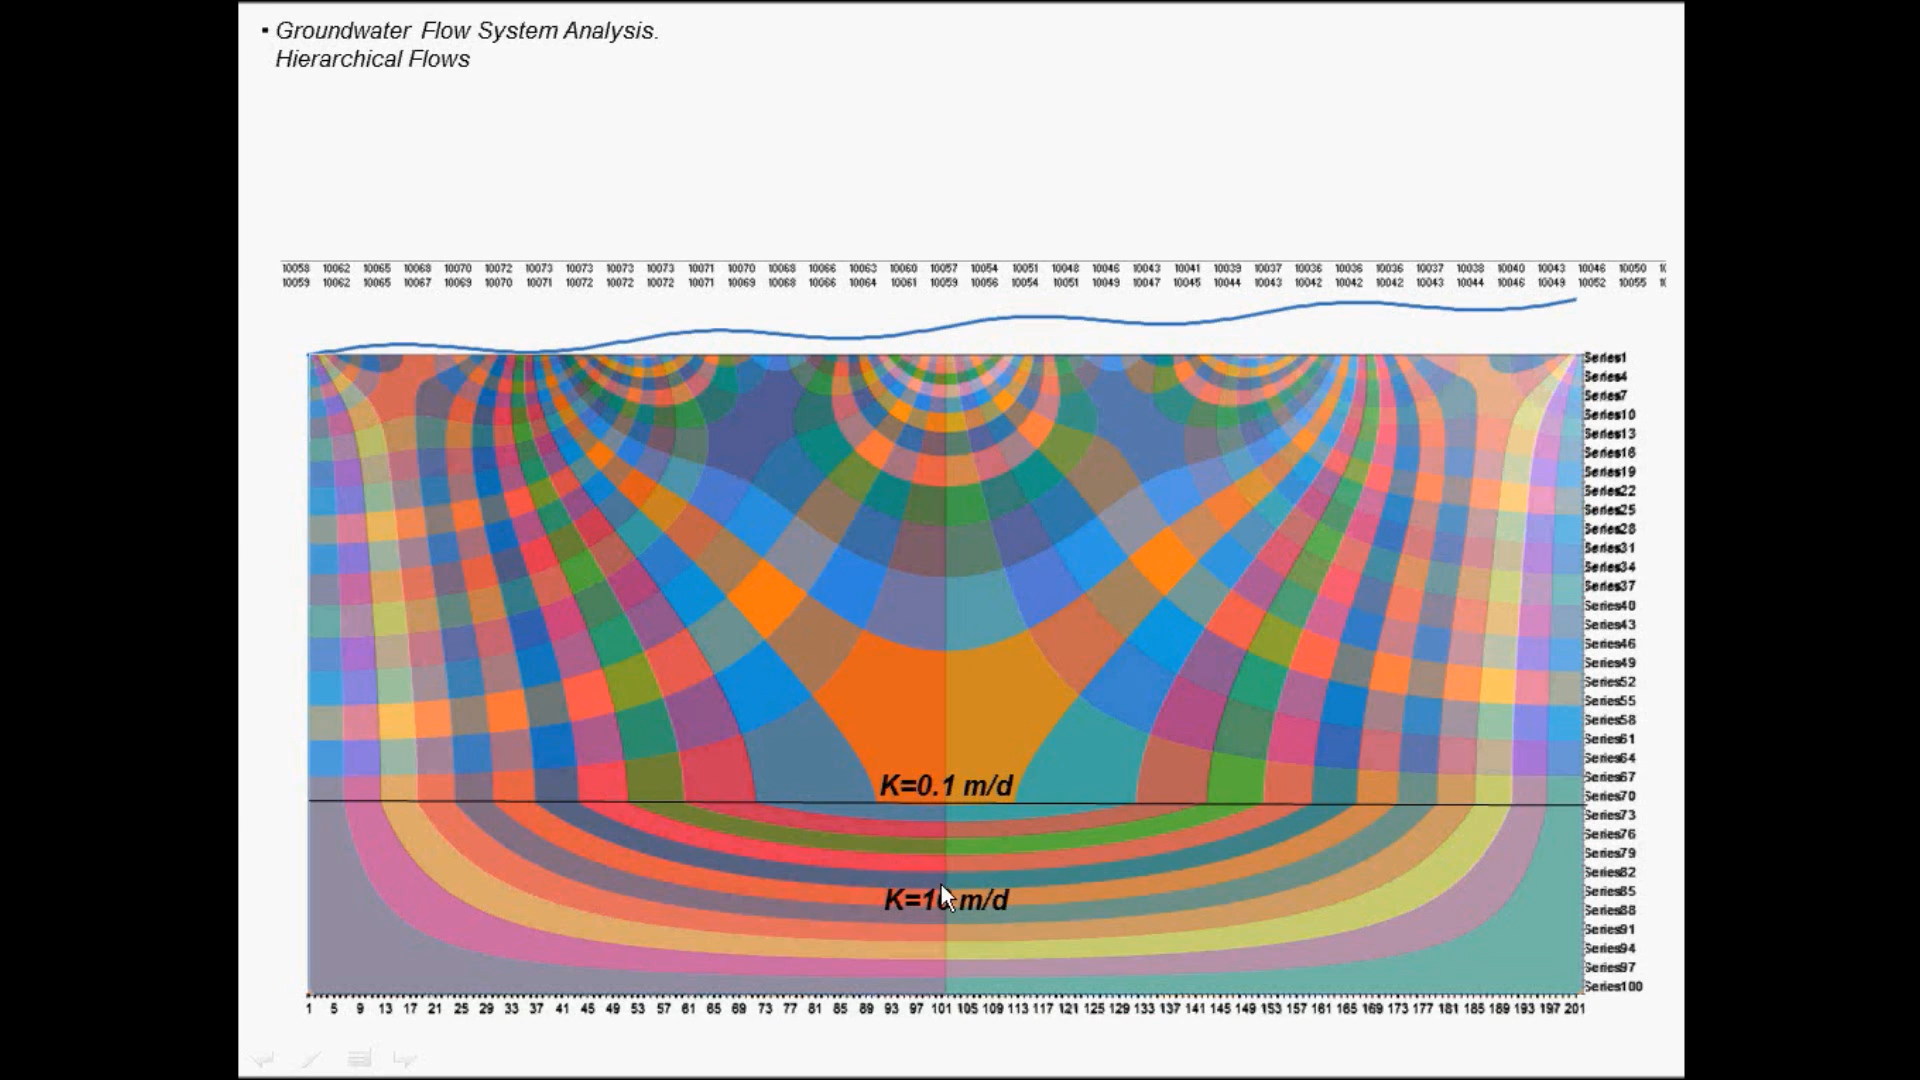 ▪ Groundwater Flow System Analysis.
Hierarchical Flows
10058 10062 10065 10068 10070 10072 10073 10073 10073 10073 10071 10070 10068 10066 10063 10060 10057 10054 10051 10048 10046 10043 10041 10039 10037 10036 10036 10036 10037 10038 10040 10043 10046 10050
10059 10062 10065 10067 10069 10070 10071 10072 10072 10072 10071 10069 10068 10066 10064 10061 10059 10056 10054 10051 10049 10047 10045 10044 10043 10042 10042 10042 10043 10044 10046 10049 10052 10055
Series1
Series4
Series7
Series10
Series13
Series16
Series19
Series22
Series25
Series28
Series31
Series34
Series37
Series40
Series43
Series46
Series49
Series52
Series55
Series58
Series61
Series64
Series67
K=0.1 m/d
Series70
Series73
Series76
Series79
Series82
Series85
K=10 m/d
Series88
Series91
Series94
Series97
Series100
1 5 9 13 17 21 25 29 33 37 41 45 49 53 57 61 65 69 73 77 81 85 89 93 97 101 105 109 113 117 121 125 129 133 137 141 145 149 153 157 161 165 169 173 177 181 185 189 193 197 201